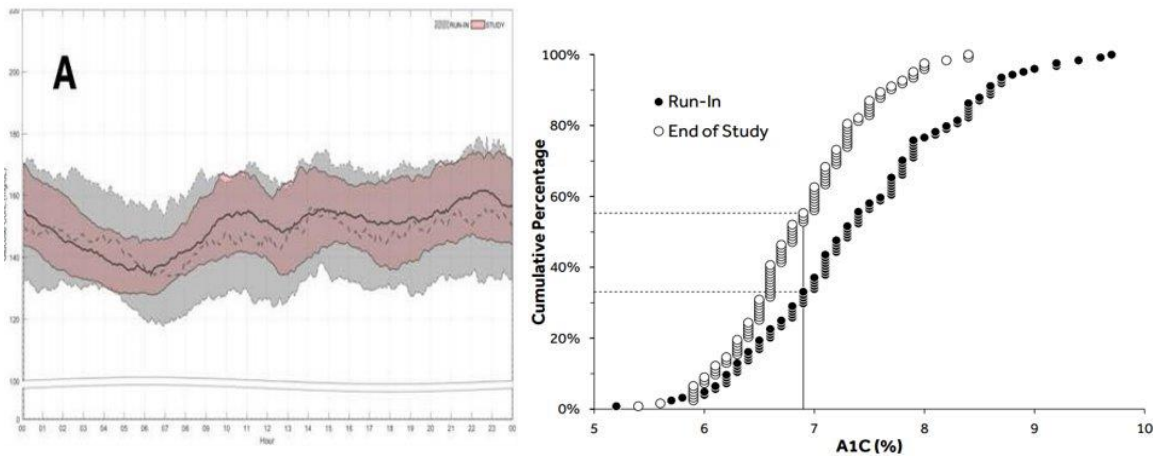 RUN-IN STUDY
A
200
180
160
140
120
100
0
00 01 02 03 04 05 06 07 08 09 10 11 12 13 14 15 16 17 18 19 20 21 22 23 00
Hour
100%
80%
60%
40%
20%
0%
Cumulative Percentage
Run-In
End of Study
5 6 7 8 9 10
A1C (%)